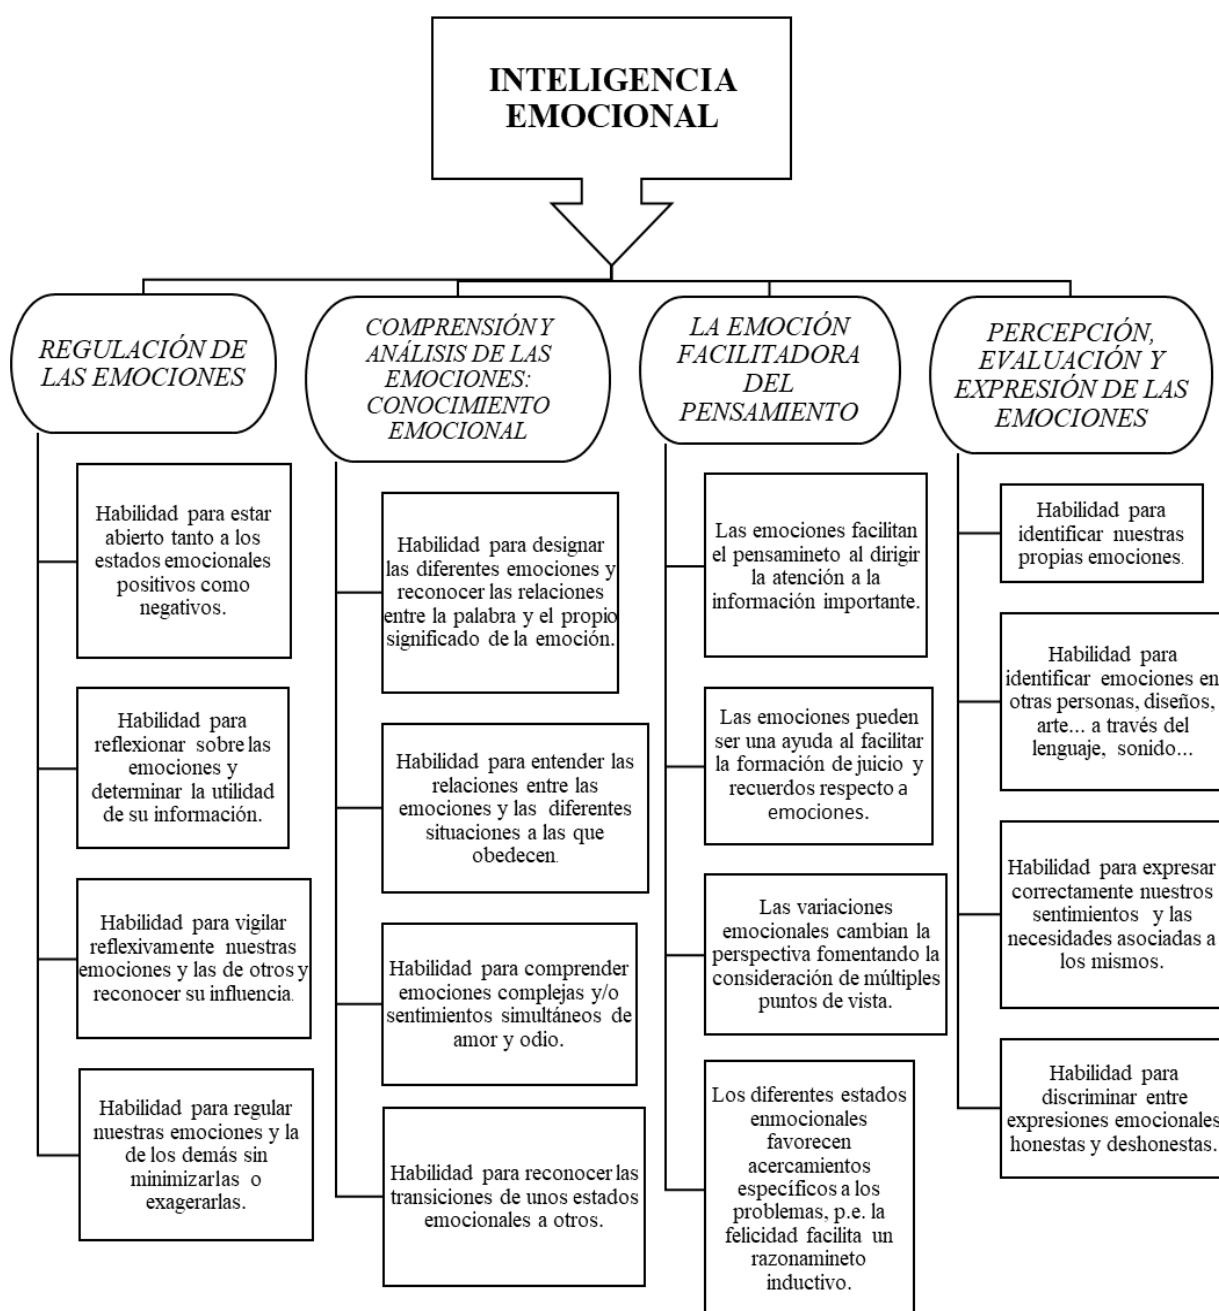 INTELIGENCIA
EMOCIONAL
REGULACIÓN DE
LAS EMOCIONES
Habilidad para estar
abierto tanto a los
estados emocionales
positivos como
negativos.
Habilidad para
reflexionar sobre las
emociones y
determinar la utilidad
de su información.
Habilidad para vigilar
reflexivamente nuestras
emociones y las de otros y
reconocer su influencia.
Habilidad para regular
nuestras emociones y la
de los demás sin
minimizarlas o
exagerarlas.
COMPRENSIÓN Y
ANÁLISIS DE LAS
EMOCIONES:
CONOCIMIENTO
EMOCIONAL
Habilidad para designar
las diferentes emociones y
reconocer las relaciones
entre la palabra y el propio
significado de la emoción.
Habilidad para entender las
relaciones entre las
emociones y las diferentes
situaciones a las que
obedecen.
Habilidad para comprender
emociones complejas y/o
sentimientos simultáneos de
amor y odio.
Habilidad para reconocer las
transiciones de unos estados
emocionales a otros.
LA EMOCIÓN
FACILITADORA
DEL
PENSAMIENTO
Las emociones facilitan
el pensamineto al dirigir
la atención a la
información importante.
Las emociones pueden
ser una ayuda al facilitar
la formación de juicio y
recuerdos respecto a
emociones.
Las variaciones
emocionales cambian la
perspectiva fomentando la
consideración de múltiples
puntos de vista.
Los diferentes estados
enmocionales
favorecen
acercamientos
específicos a los
problemas, p.e. la
felicidad facilita un
razonamineto
inductivo.
PERCEPCIÓN,
EVALUACIÓN Y
EXPRESIÓN DE LAS
EMOCIONES
Habilidad para
identificar nuestras
propias emociones.
Habilidad para
identificar emociones en
otras personas, diseños,
arte... a través del
lenguaje, sonido...
Habilidad para expresar
correctamente nuestros
sentimientos y las
necesidades asociadas a
los mismos.
Habilidad para
discriminar entre
expresiones emocionales
honestas y deshonestas.